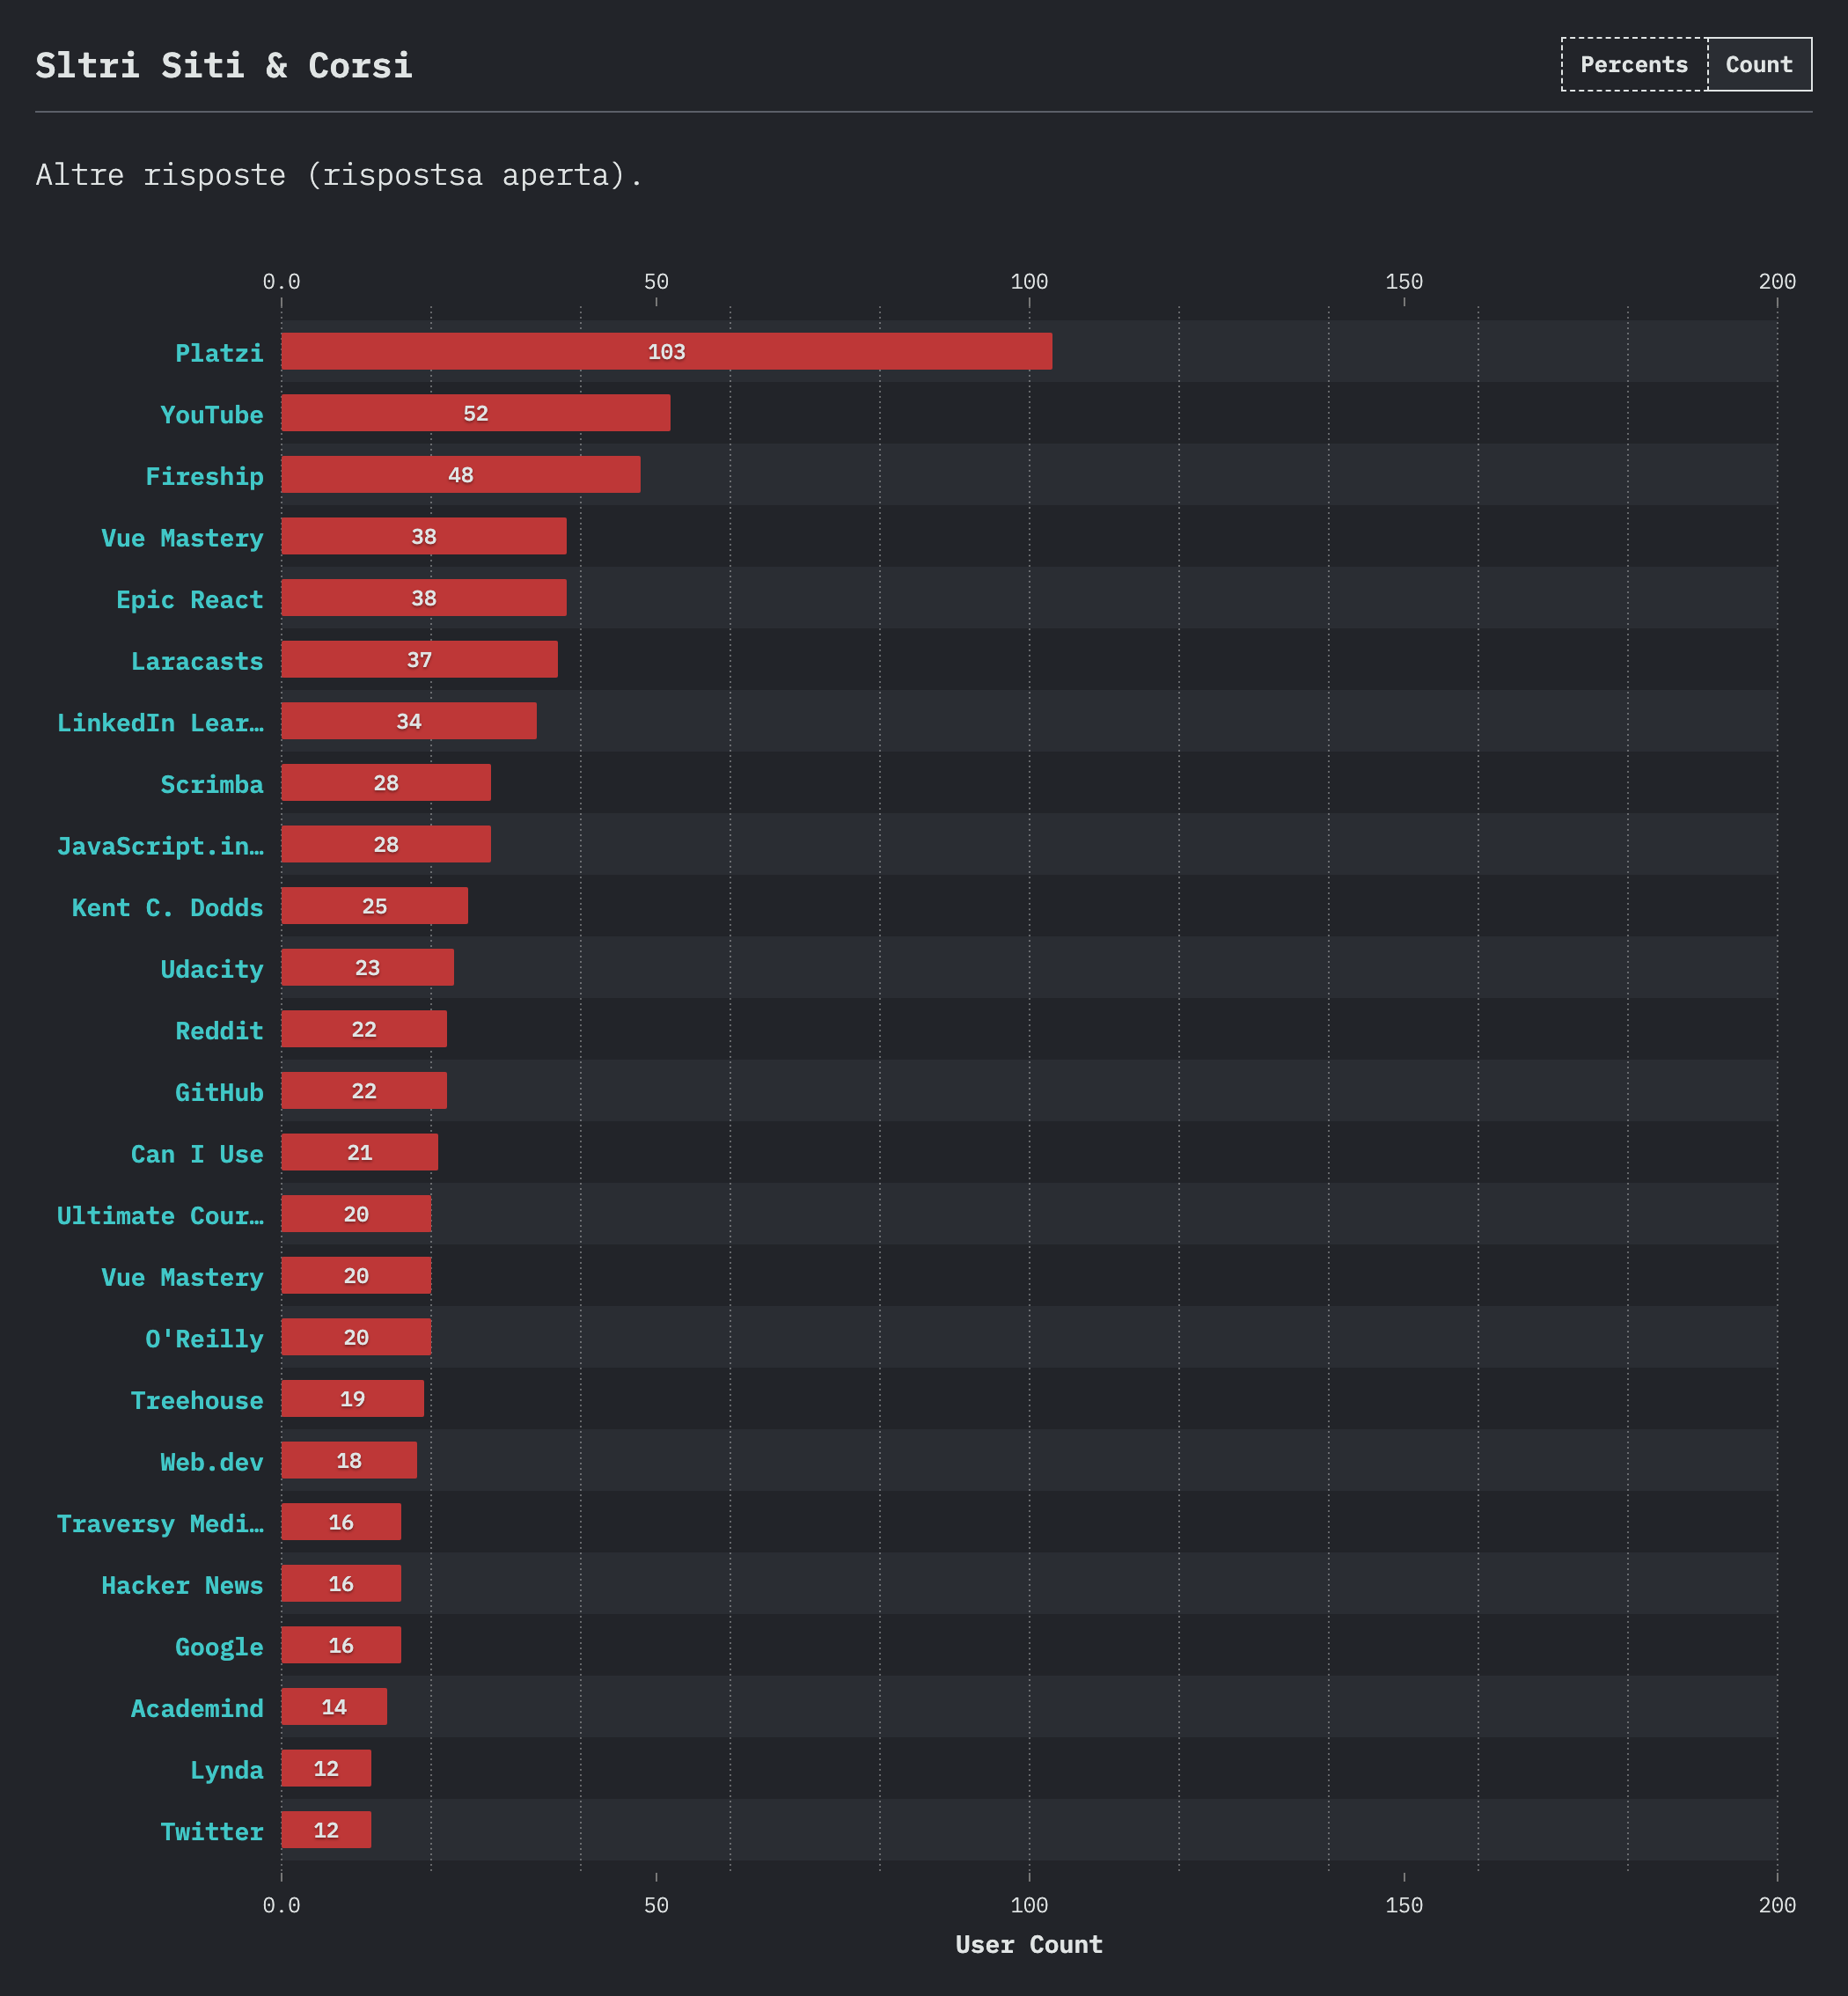 Sltri Siti & Corsi
Percents Count
Altre risposte (rispostsa aperta).
0.0 50 100 150 200
Platzi 103
YouTube 52
Fireship 48
Vue Mastery 38
Epic React 38
Laracasts 37
LinkedIn Lear… 34
Scrimba 28
JavaScript.in… 28
Kent C. Dodds 25
Udacity 23
Reddit 22
GitHub 22
Can I Use 21
Ultimate Cour… 20
Vue Mastery 20
O'Reilly 20
Treehouse 19
Web.dev 18
Traversy Medi… 16
Hacker News 16
Google 16
Academind 14
Lynda 12
Twitter 12
0.0 50 100 150 200
User Count